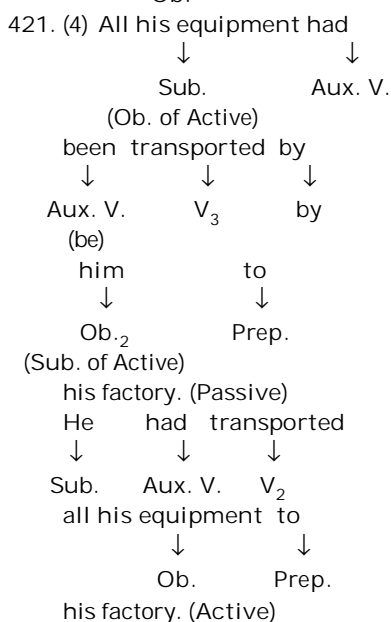 Ob.
421. (4) All his equipment had
↓ ↓
Sub. Aux. V.
(Ob. of Active)
been transported by
↓ ↓ ↓
Aux. V. V₃ by
(be)
him to
↓ ↓
Ob.₂ Prep.
(Sub. of Active)
his factory. (Passive)
He had transported
↓ ↓ ↓
Sub. Aux. V. V₂
all his equipment to
↓ ↓
Ob. Prep.
his factory. (Active)